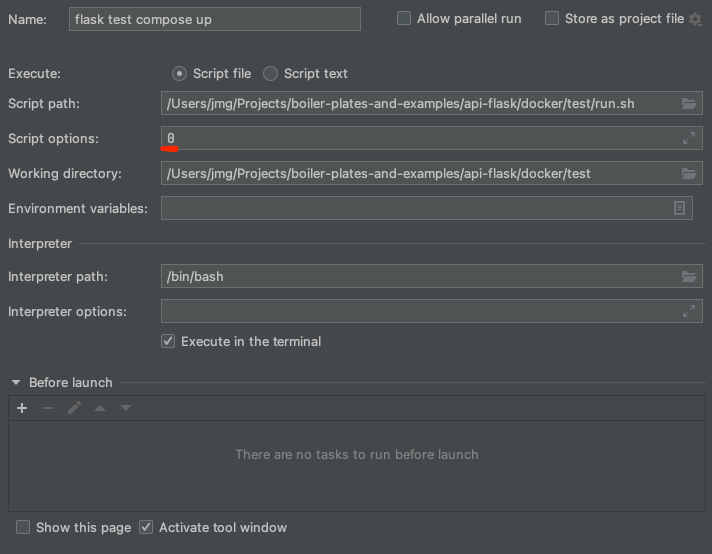 Name: flask test compose up Allow parallel run Store as project file
Execute: Script file Script text
Script path: /Users/jmg/Projects/boiler-plates-and-examples/api-flask/docker/test/run.sh
Script options: 0
Working directory: /Users/jmg/Projects/boiler-plates-and-examples/api-flask/docker/test
Environment variables:
Interpreter
Interpreter path: /bin/bash
Interpreter options:
Execute in the terminal
Before launch
There are no tasks to run before launch
Show this page Activate tool window